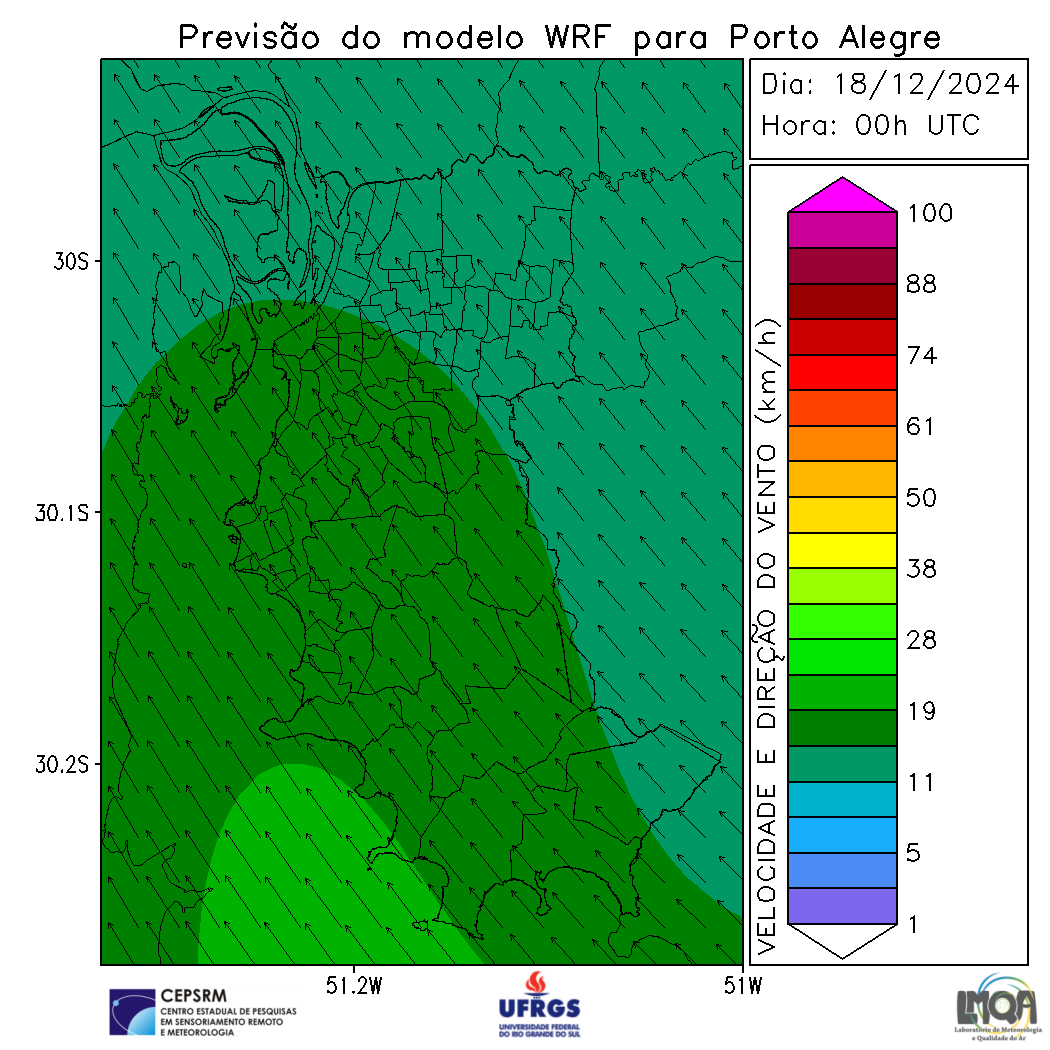 Previsão do modelo WRF para Porto Alegre
Dia: 18/12/2024
Hora: 00h UTC
30S
30.1S
30.2S
51.2W
51W
VELOCIDADE E DIREÇÃO DO VENTO (km/h)
100
88
74
61
50
38
28
19
11
5
1
CEPSRM
CENTRO ESTADUAL DE PESQUISAS
EM SENSORIAMENTO REMOTO
E METEOROLOGIA
UFRGS
UNIVERSIDADE FEDERAL
DO RIO GRANDE DO SUL
LMQA
Laboratório de Meteorologia
e Qualidade do Ar